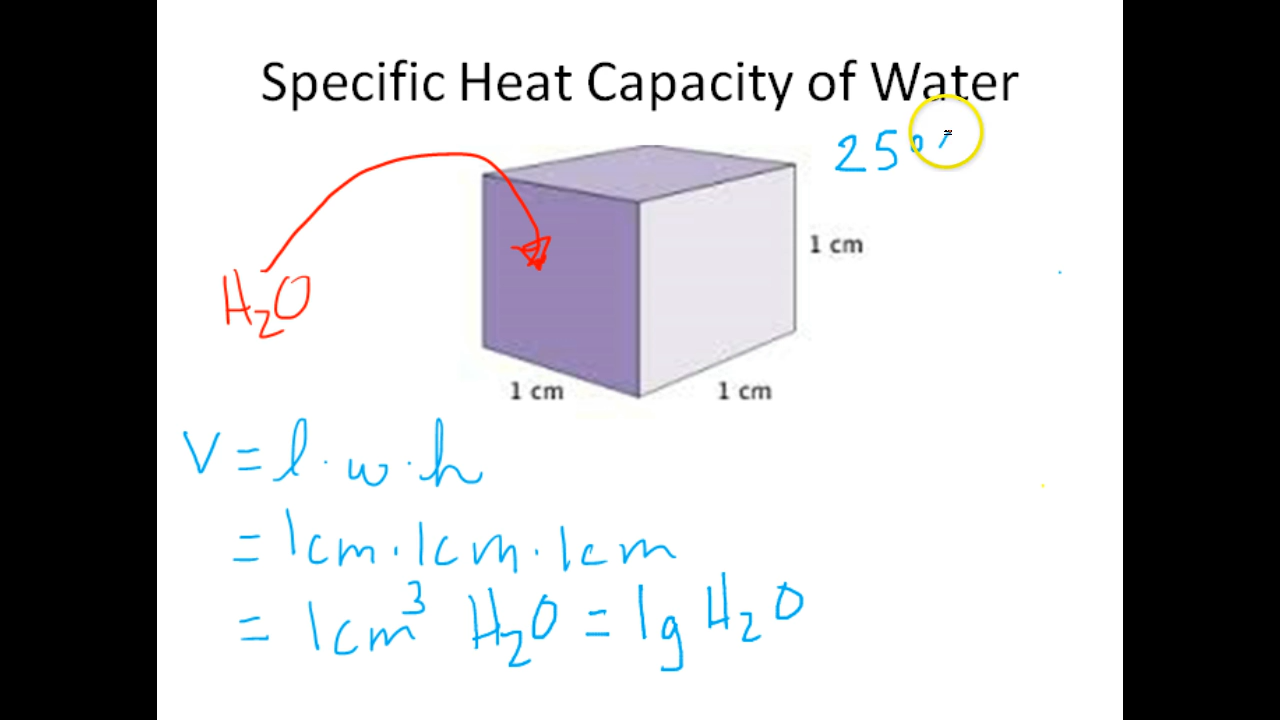 Specific Heat Capacity of Water
25°
1 cm
H₂O
1 cm 1 cm
V = l · w · h
= 1cm · 1cm · 1cm
= 1cm³ H₂O = 1g H₂O